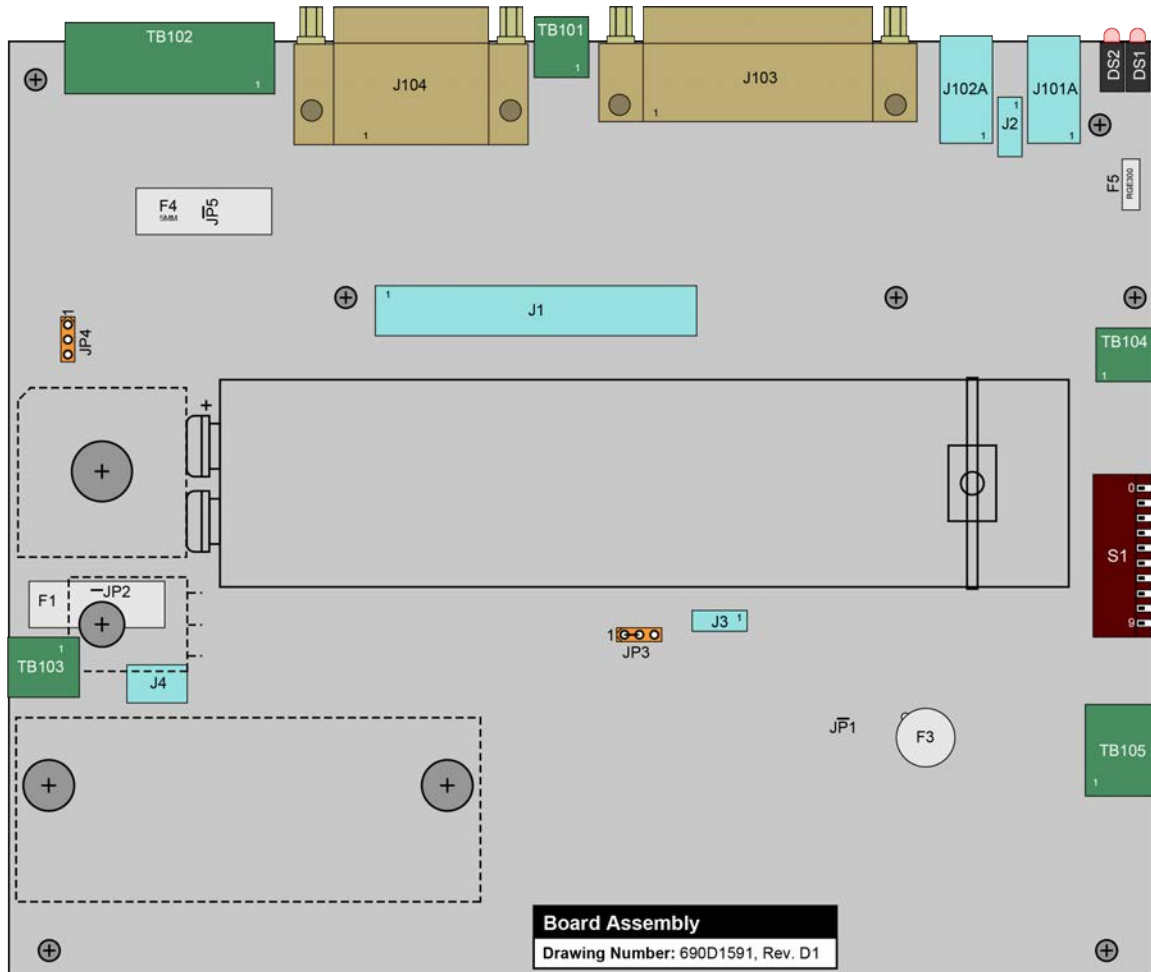 TB102
1
J104
1
TB101
1
J103
1
J102A
1
J2
1
J101A
1
DS2
DS1
F4
5MM
JP5
F5
RGE300
1
J1
1
JP4
TB104
1
+
S1
0
9
F1
JP2
TB103
1
J4
1
JP3
J3
1
JP1
F3
TB105
1
Board Assembly
Drawing Number: 690D1591, Rev. D1